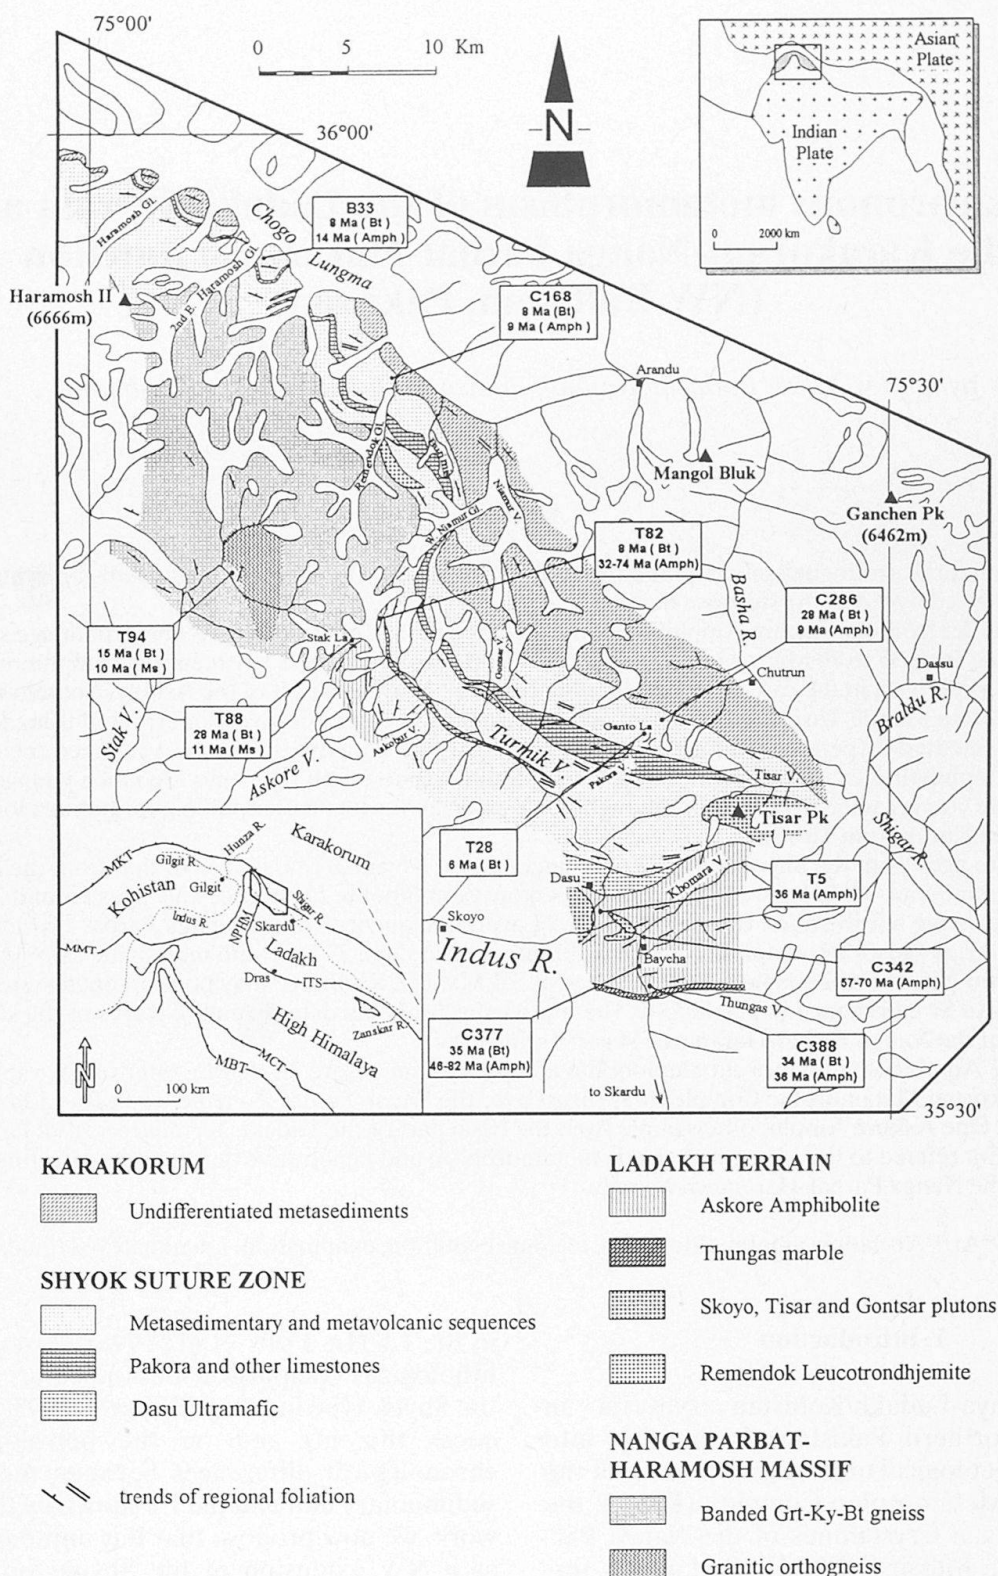 75°00'
0 5 10 Km
N
Asian
Plate
Indian
Plate
0 2000 km
36°00'
Haramosh Gl.
Chogo
Lungma
B33
8 Ma ( Bt )
14 Ma ( Amph )
2nd E. Haramosh Gl.
Haramosh II
(6666m)
C168
8 Ma (Bt)
9 Ma ( Amph )
Arandu
75°30'
Remendok Gl.
Mangol Bluk
Niamur V.
Niamur Gl.
Ganchen Pk
(6462m)
T82
8 Ma ( Bt )
32-74 Ma (Amph)
Basha R.
C286
28 Ma ( Bt )
9 Ma (Amph)
T94
15 Ma ( Bt )
10 Ma ( Ms )
Stak La
Chutrun
Dassu
Braldu R.
Stak V.
T88
28 Ma ( Bt )
11 Ma ( Ms )
Askore V.
Turmik V.
Ganto La
Pakora V.
Tisar V.
Tisar Pk
Shigar R.
T28
6 Ma ( Bt )
Dasu
Khomara V.
T5
36 Ma (Amph)
Skoyo
Indus R.
Baycha
C342
57-70 Ma (Amph)
Thungas V.
C377
35 Ma (Bt)
46-82 Ma (Amph)
C388
34 Ma ( Bt )
36 Ma (Amph)
to Skardu
35°30'
MKT
Gilgit R.
Hunza R.
Karakorum
Kohistan
Gilgit
Shigar R.
Indus R.
NPHM
Skardu
Ladakh
MMT
Dras
ITS
High Himalaya
Zanskar R.
MBT
MCT
N
0 100 km
KARAKORUM
Undifferentiated metasediments
SHYOK SUTURE ZONE
Metasedimentary and metavolcanic sequences
Pakora and other limestones
Dasu Ultramafic
trends of regional foliation
LADAKH TERRAIN
Askore Amphibolite
Thungas marble
Skoyo, Tisar and Gontsar plutons
Remendok Leucotrondhjemite
NANGA PARBAT-
HARAMOSH MASSIF
Banded Grt-Ky-Bt gneiss
Granitic orthogneiss